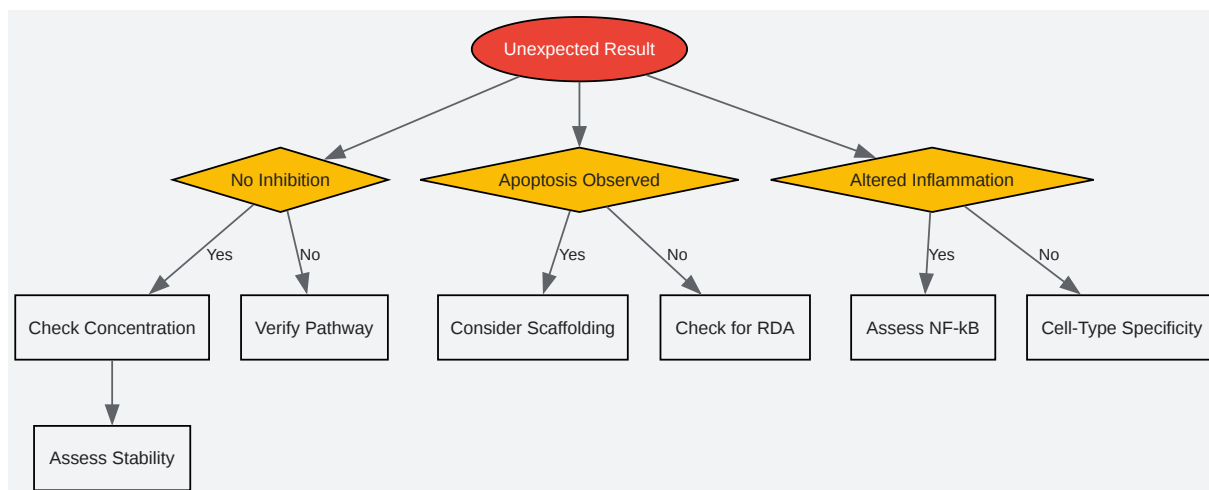 Unexpected Result
No Inhibition
Apoptosis Observed
Altered Inflammation
Yes
No
Yes
No
Yes
No
Check Concentration
Verify Pathway
Consider Scaffolding
Check for RDA
Assess NF-kB
Cell-Type Specificity
Assess Stability